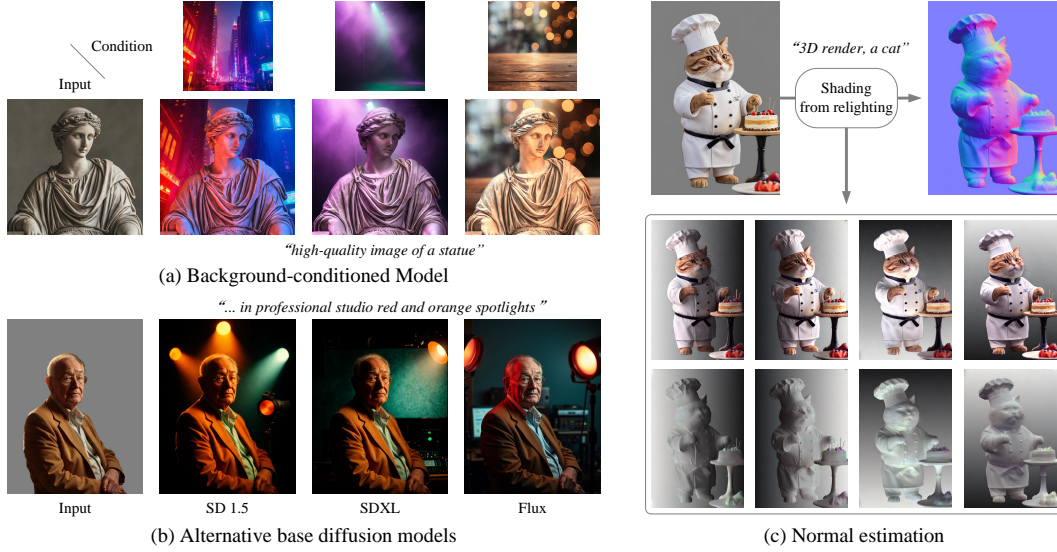 Condition
Input
“high-quality image of a statue”
(a) Background-conditioned Model
“... in professional studio red and orange spotlights ”
Input
SD 1.5
SDXL
Flux
(b) Alternative base diffusion models
“3D render, a cat”
Shading
from relighting
(c) Normal estimation